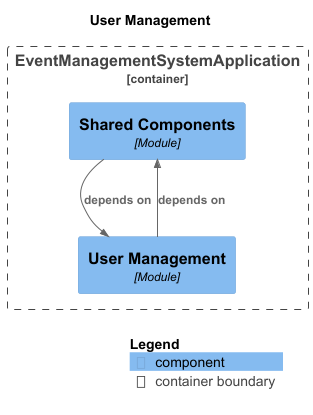 User Management
EventManagementSystemApplication
[container]
Shared Components
[Module]
depends on depends on
User Management
[Module]
Legend
component
container boundary